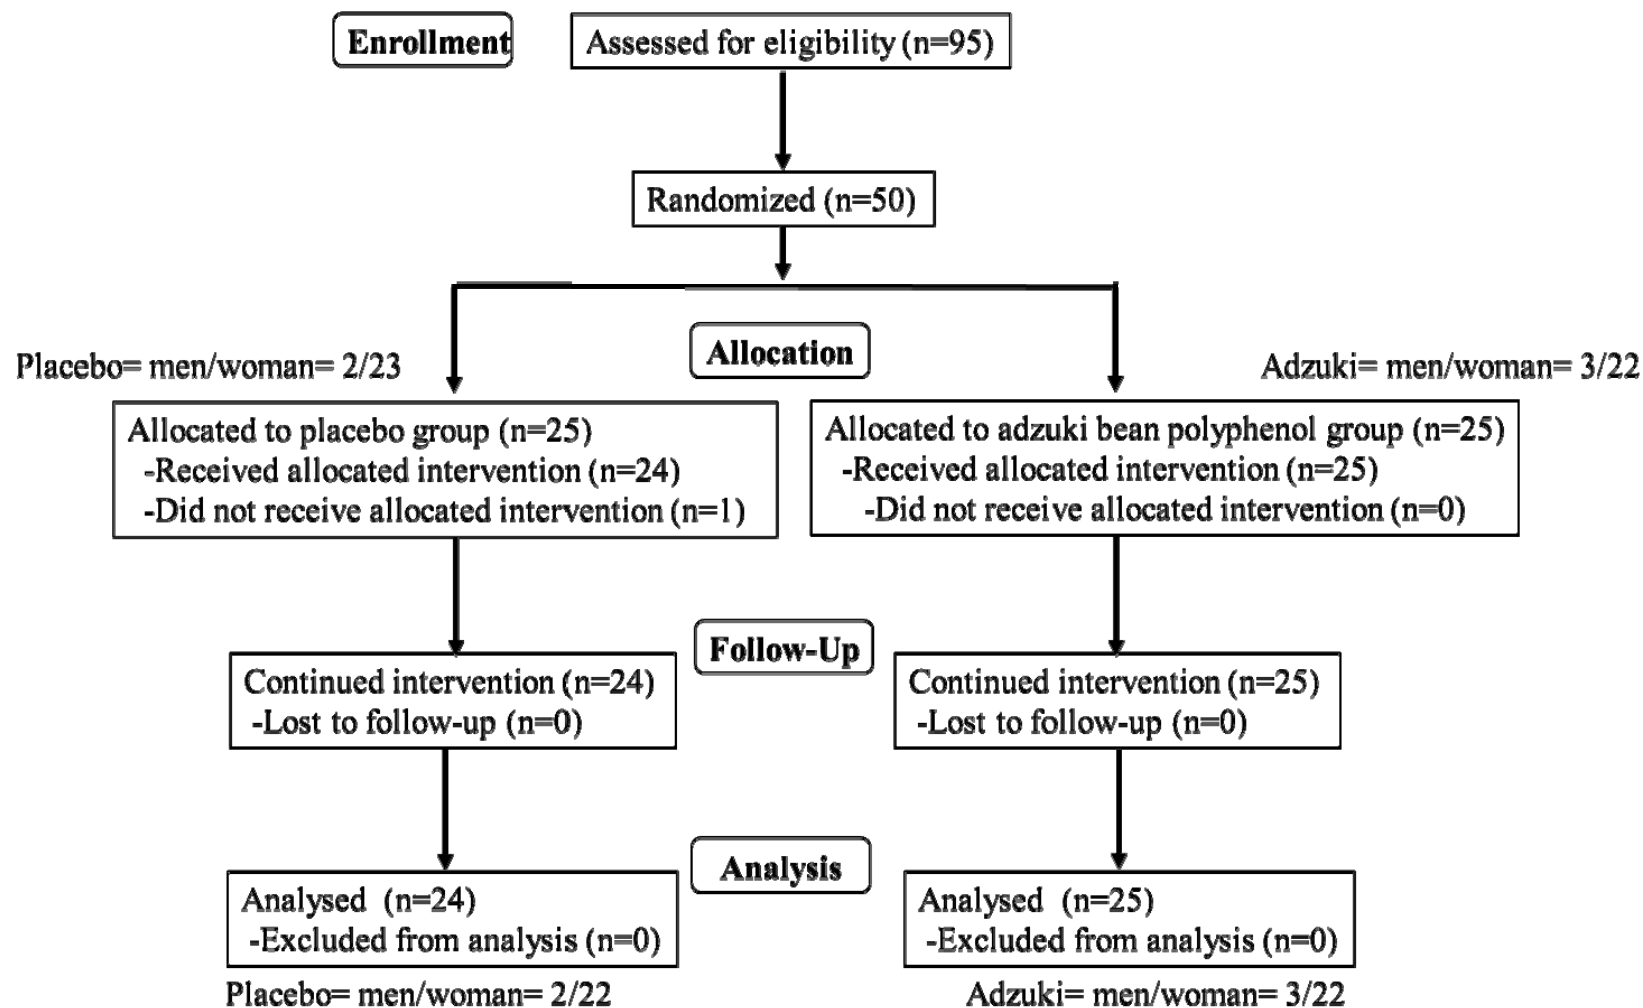 Enrollment
Assessed for eligibility (n=95)
Randomized (n=50)
Allocation
Placebo= men/woman= 2/23
Adzuki= men/woman= 3/22
Allocated to placebo group (n=25)
-Received allocated intervention (n=24)
-Did not receive allocated intervention (n=1)
Allocated to adzuki bean polyphenol group (n=25)
-Received allocated intervention (n=25)
-Did not receive allocated intervention (n=0)
Follow-Up
Continued intervention (n=24)
-Lost to follow-up (n=0)
Continued intervention (n=25)
-Lost to follow-up (n=0)
Analysis
Analysed (n=24)
-Excluded from analysis (n=0)
Analysed (n=25)
-Excluded from analysis (n=0)
Placebo= men/woman= 2/22
Adzuki= men/woman= 3/22